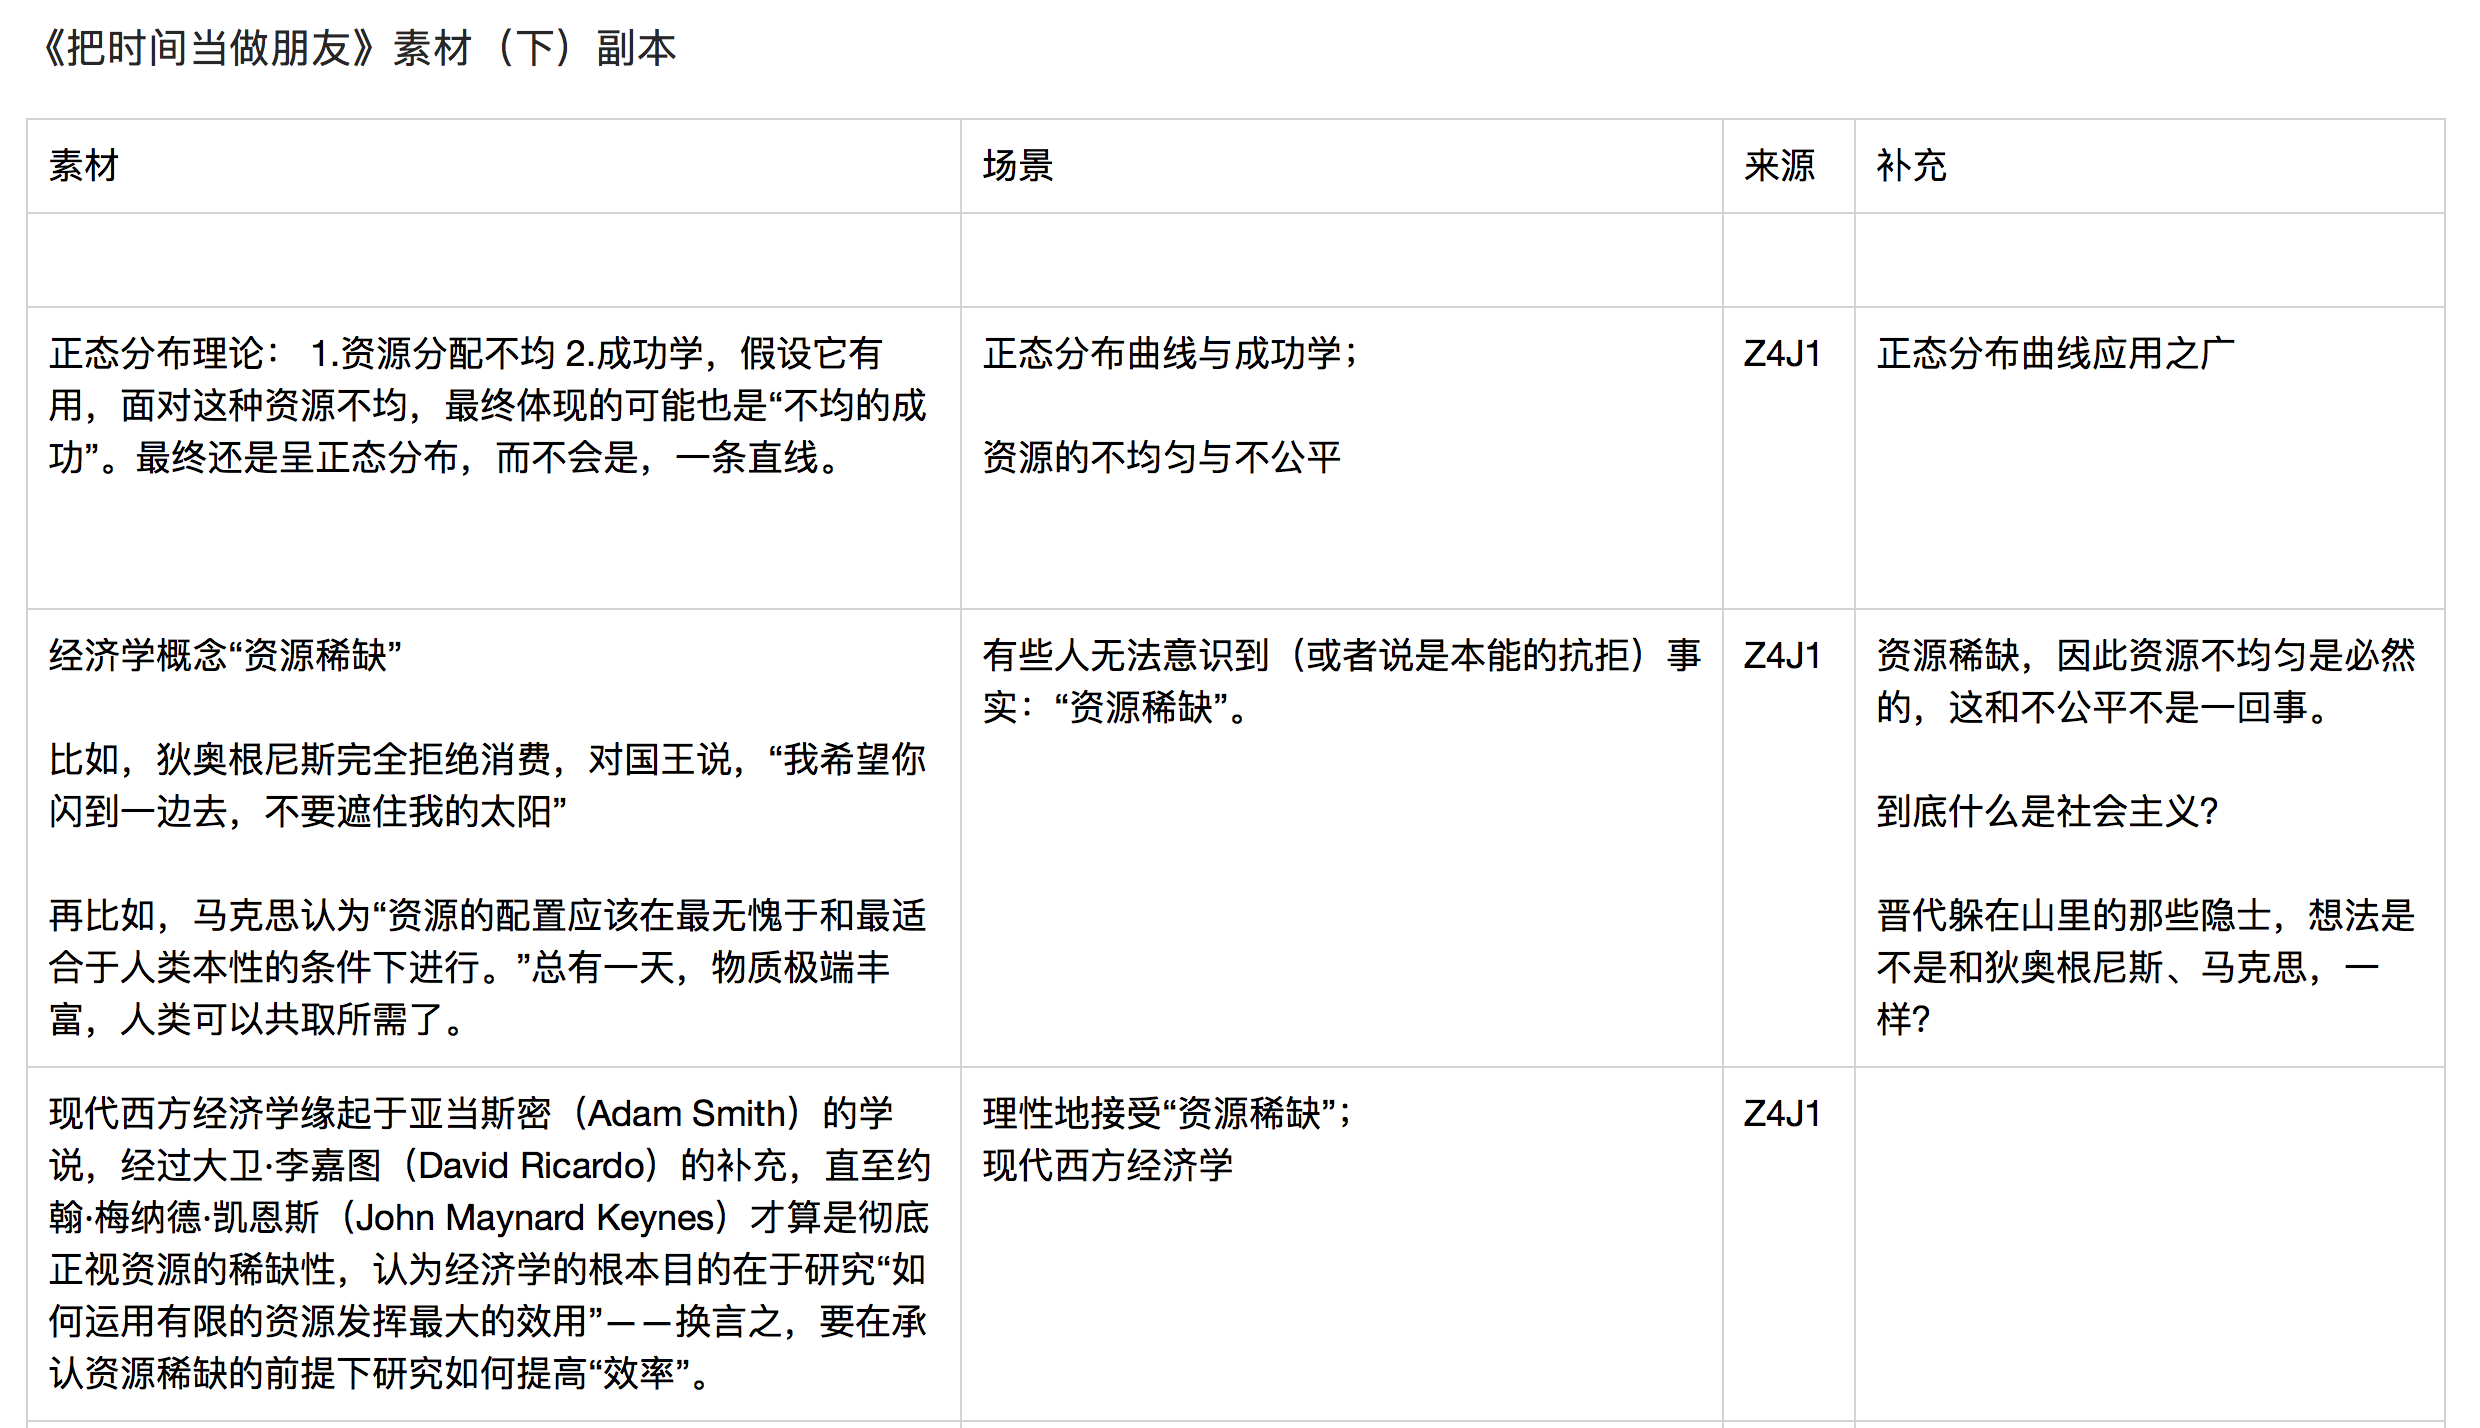 《把时间当做朋友》素材（下）副本
素材
场景
来源
补充
正态分布理论： 1.资源分配不均 2.成功学，假设它有
用，面对这种资源不均，最终体现的可能也是“不均的成
功”。最终还是呈正态分布，而不会是，一条直线。
正态分布曲线与成功学；
资源的不均匀与不公平
Z4J1
正态分布曲线应用之广
经济学概念“资源稀缺”
比如，狄奥根尼斯完全拒绝消费，对国王说，“我希望你
闪到一边去，不要遮住我的太阳”
再比如，马克思认为“资源的配置应该在最无愧于和最适
合于人类本性的条件下进行。”总有一天，物质极端丰
富，人类可以共取所需了。
有些人无法意识到（或者说是本能的抗拒）事
实：“资源稀缺”。
Z4J1
资源稀缺，因此资源不均匀是必然
的，这和不公平不是一回事。
到底什么是社会主义？
晋代躲在山里的那些隐士，想法是
不是和狄奥根尼斯、马克思，一
样？
现代西方经济学缘起于亚当斯密（Adam Smith）的学
说，经过大卫·李嘉图（David Ricardo）的补充，直至约
翰·梅纳德·凯恩斯（John Maynard Keynes）才算是彻底
正视资源的稀缺性，认为经济学的根本目的在于研究“如
何运用有限的资源发挥最大的效用”——换言之，要在承
认资源稀缺的前提下研究如何提高“效率”。
理性地接受“资源稀缺”；
现代西方经济学
Z4J1